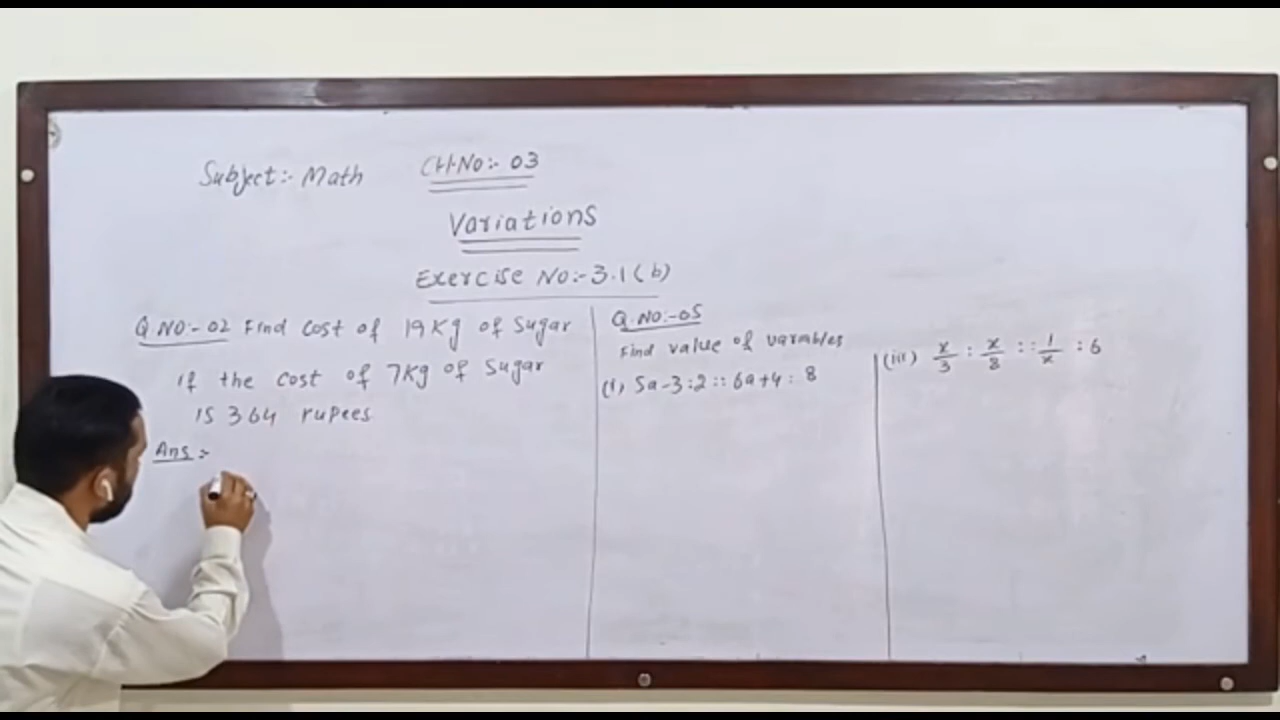 Subject:- Math CH.No:- 03
Variations
Exercise No:- 3.1(b)
Q.NO:- 02 Find cost of 19Kg of Sugar
if the cost of 7Kg of Sugar
is 364 rupees
Ans:-
Q.NO:-05
Find value of variables
(i) 5a-3:2::6a+4:8
(iii) x/3 : x/8 :: 1/x : 6